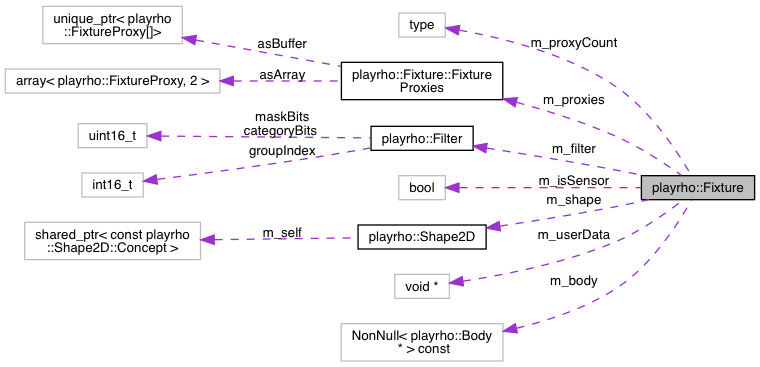 unique_ptr< playrho
::FixtureProxy[]>
type
asBuffer
m_proxyCount
array< playrho::FixtureProxy, 2 >
asArray
playrho::Fixture::Fixture
Proxies
m_proxies
uint16_t
maskBits
categoryBits
playrho::Filter
m_filter
groupIndex
int16_t
bool
m_isSensor
playrho::Fixture
m_shape
shared_ptr< const playrho
::Shape2D::Concept >
m_self
playrho::Shape2D
m_userData
void *
m_body
NonNull< playrho::Body
* > const